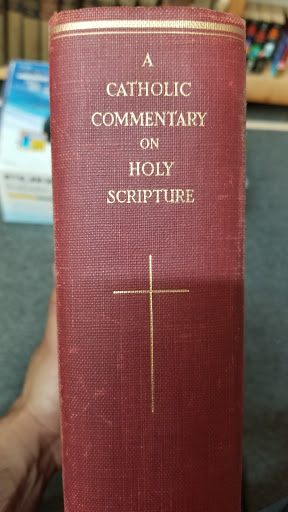 A
CATHOLIC
COMMENTARY
ON
HOLY
SCRIPTURE